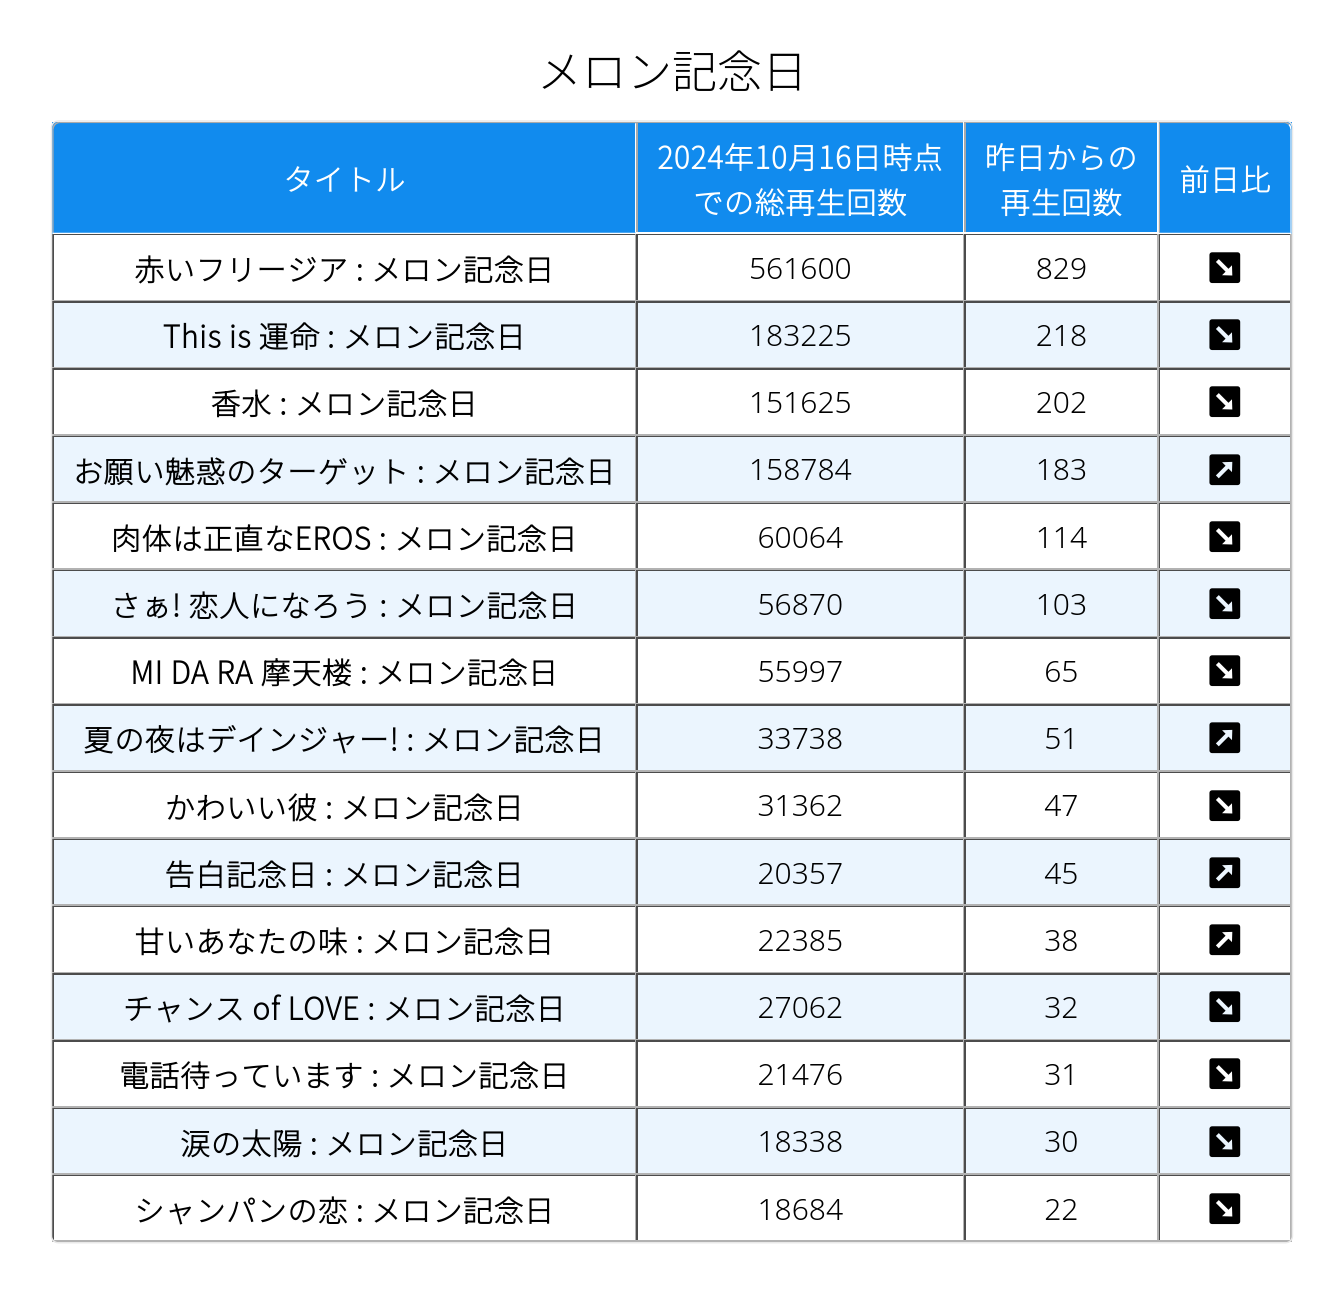 メロン記念日
タイトル 2024年10月16日時点 昨日からの 前日比
での総再生回数 再生回数
赤いフリージア : メロン記念日 561600 829
This is 運命 : メロン記念日 183225 218
香水 : メロン記念日 151625 202
お願い魅惑のターゲット : メロン記念日 158784 183
肉体は正直なEROS : メロン記念日 60064 114
さぁ! 恋人になろう : メロン記念日 56870 103
MI DA RA 摩天楼 : メロン記念日 55997 65
夏の夜はデインジャー! : メロン記念日 33738 51
かわいい彼 : メロン記念日 31362 47
告白記念日 : メロン記念日 20357 45
甘いあなたの味 : メロン記念日 22385 38
チャンス of LOVE : メロン記念日 27062 32
電話待っています : メロン記念日 21476 31
涙の太陽 : メロン記念日 18338 30
シャンパンの恋 : メロン記念日 18684 22